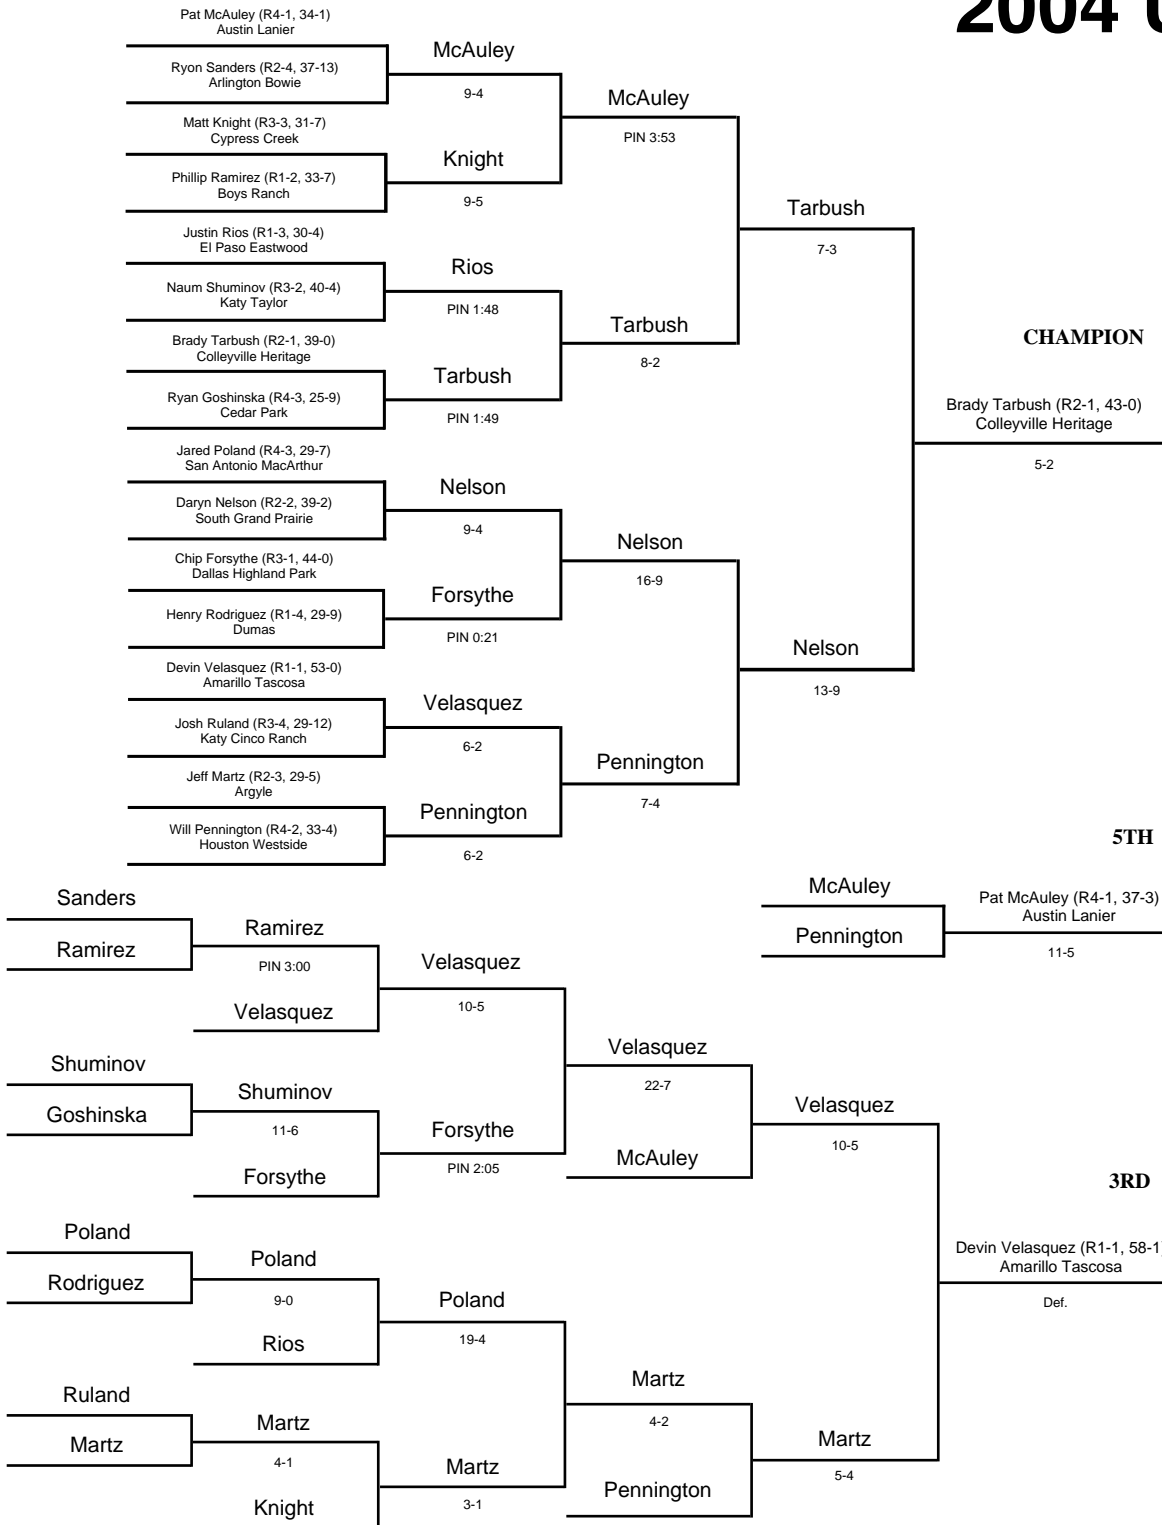 2004 U
Pat McAuley (R4-1, 34-1)
Austin Lanier
Ryon Sanders (R2-4, 37-13)
Arlington Bowie
McAuley
9-4
Matt Knight (R3-3, 31-7)
Cypress Creek
Phillip Ramirez (R1-2, 33-7)
Boys Ranch
Knight
9-5
McAuley
PIN 3:53
Justin Rios (R1-3, 30-4)
El Paso Eastwood
Naum Shuminov (R3-2, 40-4)
Katy Taylor
Rios
PIN 1:48
Brady Tarbush (R2-1, 39-0)
Colleyville Heritage
Ryan Goshinska (R4-3, 25-9)
Cedar Park
Tarbush
PIN 1:49
Tarbush
8-2
Tarbush
7-3
Jared Poland (R4-3, 29-7)
San Antonio MacArthur
Daryn Nelson (R2-2, 39-2)
South Grand Prairie
Nelson
9-4
Chip Forsythe (R3-1, 44-0)
Dallas Highland Park
Henry Rodriguez (R1-4, 29-9)
Dumas
Forsythe
PIN 0:21
Nelson
16-9
Devin Velasquez (R1-1, 53-0)
Amarillo Tascosa
Josh Ruland (R3-4, 29-12)
Katy Cinco Ranch
Velasquez
6-2
Jeff Martz (R2-3, 29-5)
Argyle
Will Pennington (R4-2, 33-4)
Houston Westside
Pennington
6-2
Pennington
7-4
Nelson
13-9
CHAMPION
Brady Tarbush (R2-1, 43-0)
Colleyville Heritage
5-2
5TH
McAuley
Pennington
Pat McAuley (R4-1, 37-3)
Austin Lanier
11-5
Sanders
Ramirez
Ramirez
PIN 3:00
Velasquez
Velasquez
10-5
Shuminov
Goshinska
Shuminov
11-6
Forsythe
Forsythe
PIN 2:05
Velasquez
22-7
McAuley
Velasquez
10-5
Poland
Rodriguez
Poland
9-0
Rios
Poland
19-4
Ruland
Martz
Martz
4-1
Knight
Martz
3-1
Martz
4-2
Pennington
Martz
5-4
3RD
Devin Velasquez (R1-1, 58-1)
Amarillo Tascosa
Def.